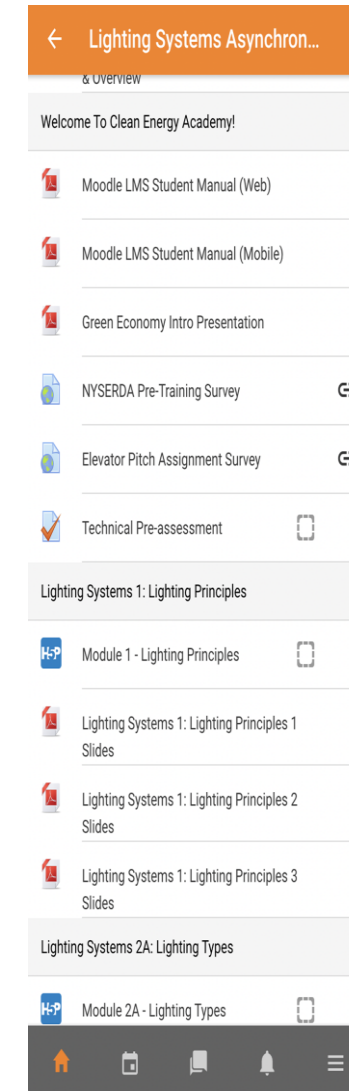 Lighting Systems Asynchron...
& Overview
Welcome To Clean Energy Academy!
Moodle LMS Student Manual (Web)
Moodle LMS Student Manual (Mobile)
Green Economy Intro Presentation
NYSERDA Pre-Training Survey
Elevator Pitch Assignment Survey
Technical Pre-assessment
Lighting Systems 1: Lighting Principles
H-P Module 1 - Lighting Principles
Lighting Systems 1: Lighting Principles 1
Slides
Lighting Systems 1: Lighting Principles 2
Slides
Lighting Systems 1: Lighting Principles 3
Slides
Lighting Systems 2A: Lighting Types
H-P Module 2A - Lighting Types